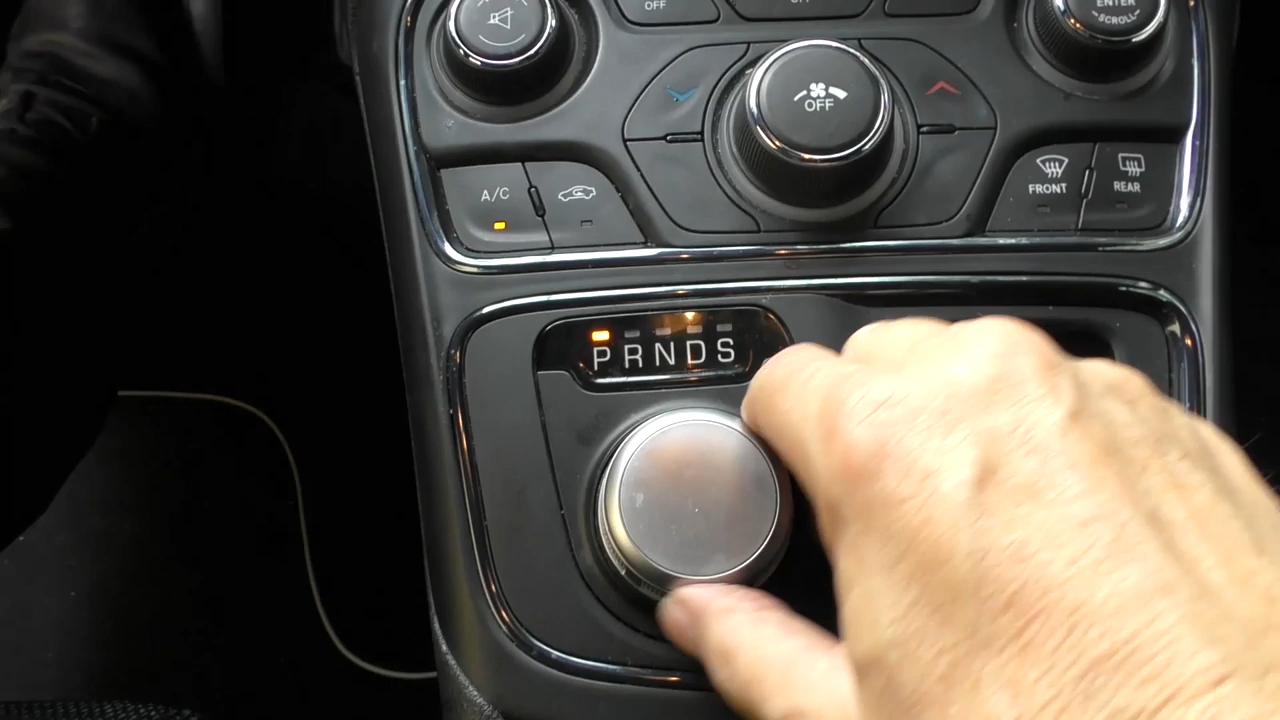 OFF
ENTER
SCROLL
OFF
A/C
FRONT
REAR
PRNDS